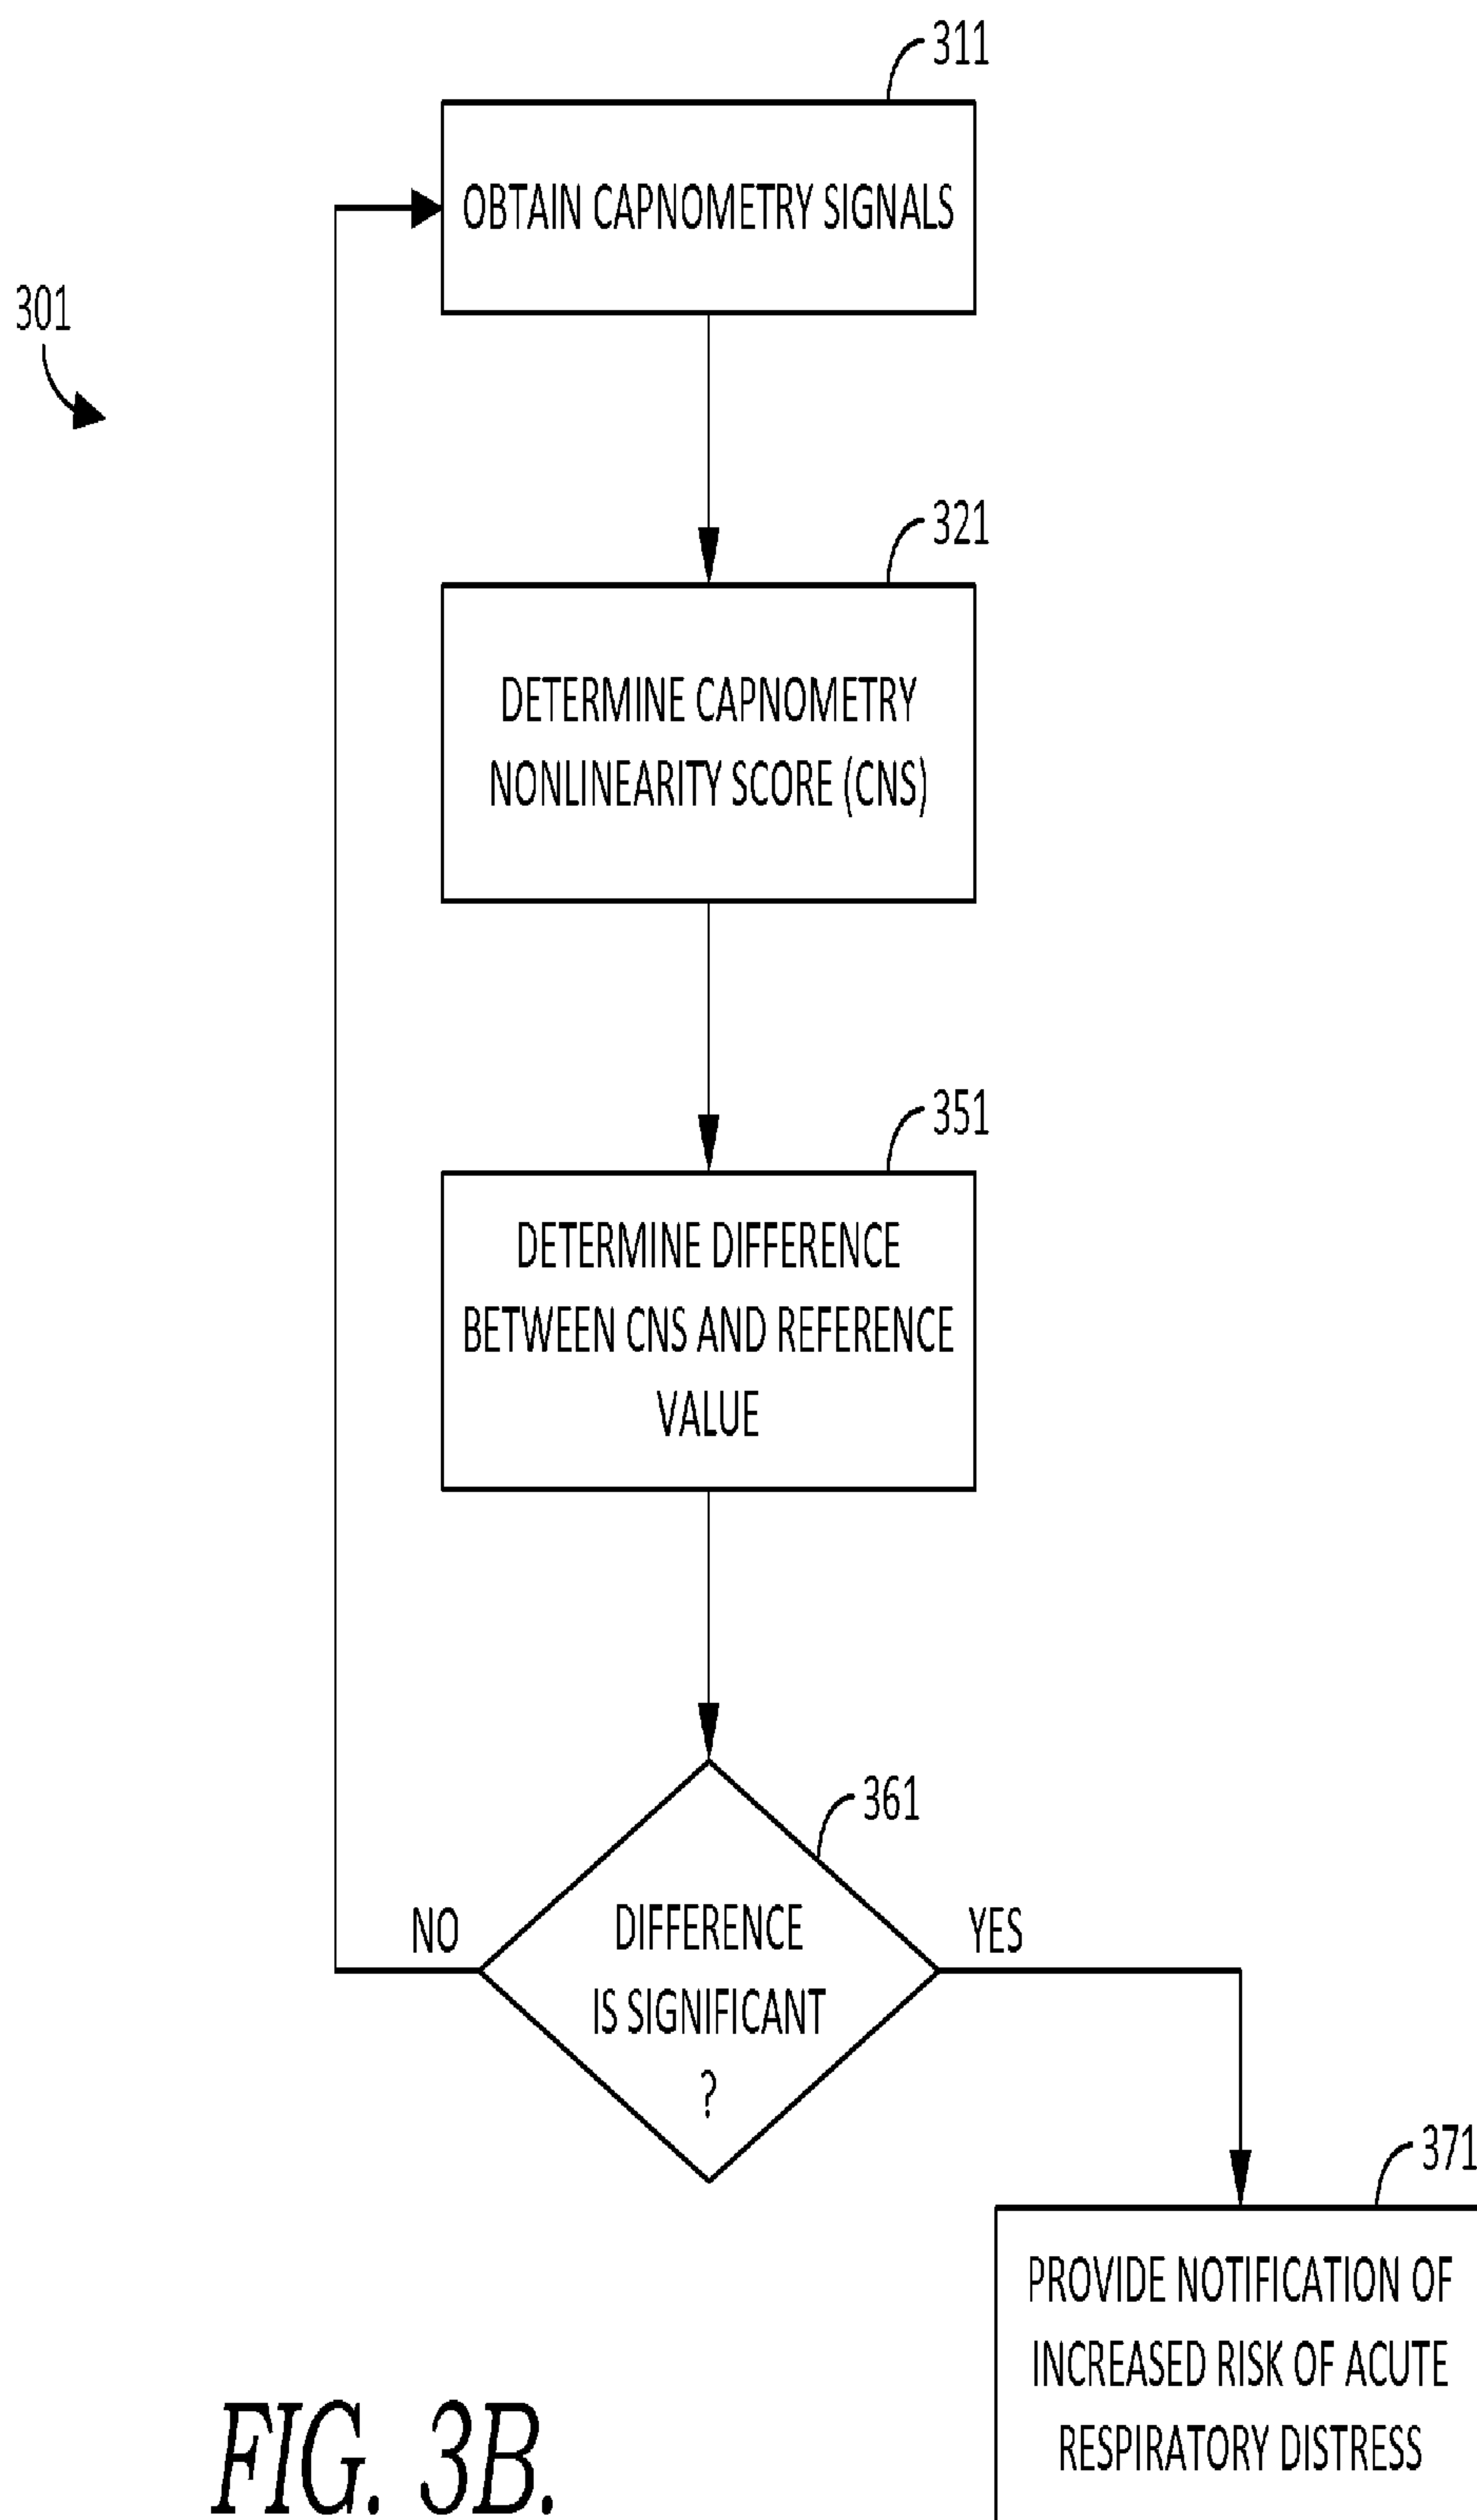 311
OBTAIN CAPNOMETRY SIGNALS
301
321
DETERMINE CAPNOMETRY
NONLINEARITY SCORE (CNS)
351
DETERMINE DIFFERENCE
BETWEEN CNS AND REFERENCE
VALUE
361
NO
DIFFERENCE
IS SIGNIFICANT
?
YES
371
PROVIDE NOTIFICATION OF
INCREASED RISK OF ACUTE
RESPIRATORY DISTRESS
FIG. 3B.